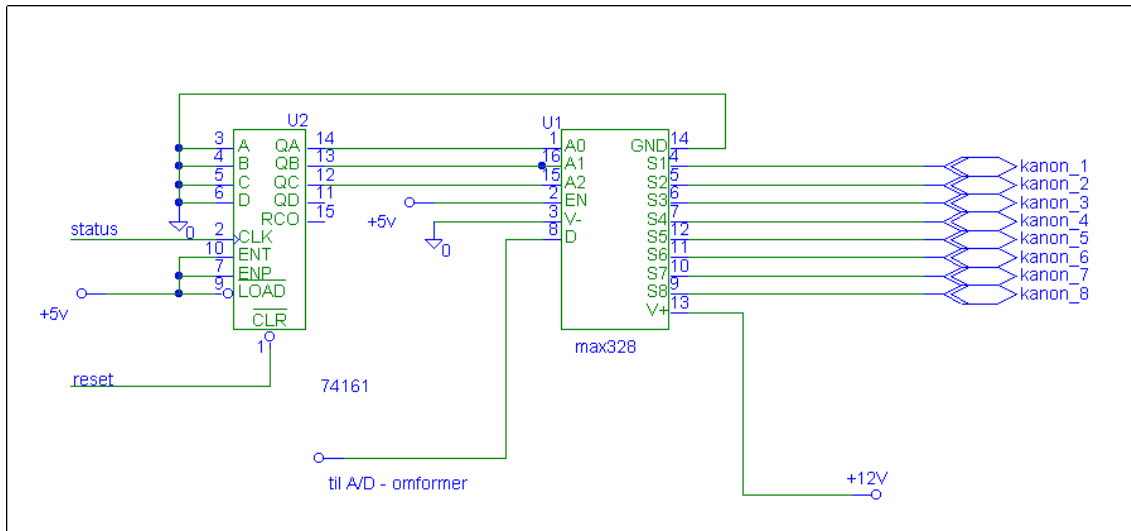 U2
3 A QA 14
4 B QB 13
5 C QC 12
6 D QD 11
RCO 15
0
status
2 CLK
10 ENT
7 ENP
9 LOAD
+5v
CLR
1
reset
74161
U1
1 A0 GND 14
16 A1 S1 4
15 A2 S2 5
2 EN S3 6
3 V- S4 7
8 D S5 12
S6 11
S7 10
S8 9
V+ 13
+5v
0
max328
kanon_1
kanon_2
kanon_3
kanon_4
kanon_5
kanon_6
kanon_7
kanon_8
til A/D - omformer
+12V